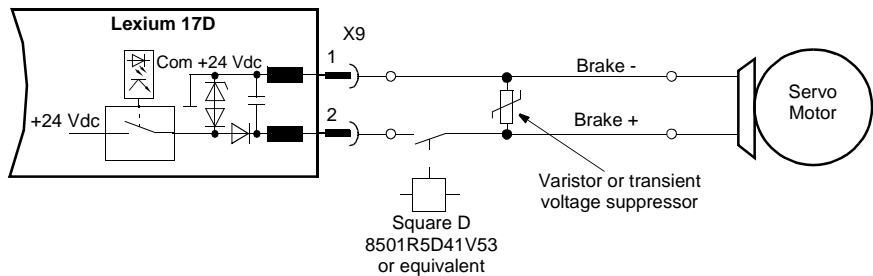 Lexium 17D
X9
Com +24 Vdc
1
Brake -
Servo
Motor
+24 Vdc
2
Brake +
Varistor or transient
voltage suppressor
Square D
8501R5D41V53
or equivalent